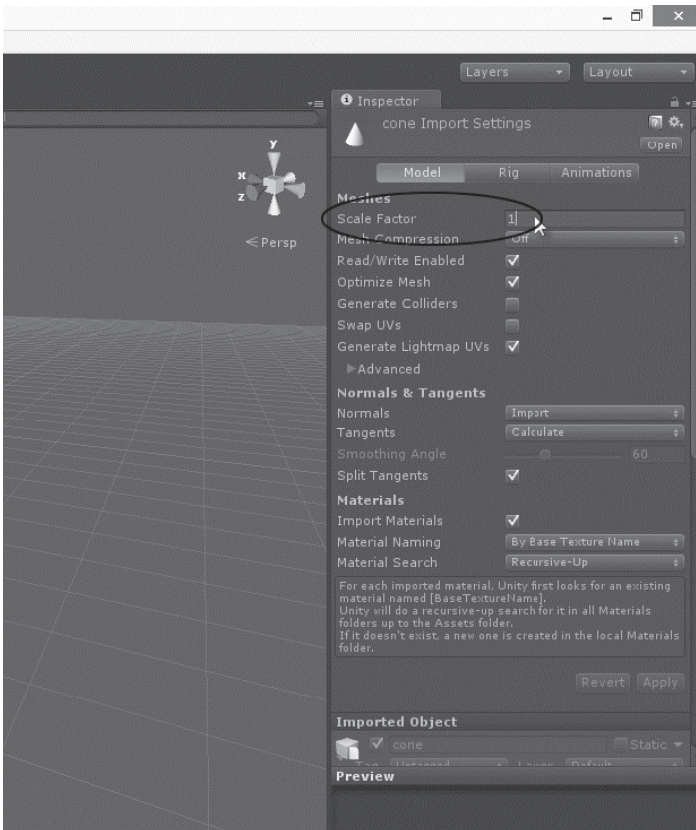 Layers Layout
Inspector
cone Import Settings
Open
Model Rig Animations
Meshes
Scale Factor 1
Mesh Compression Off
Read/Write Enabled
Optimize Mesh
Generate Colliders
Swap UVs
Generate Lightmap UVs
Advanced
Normals & Tangents
Normals Import
Tangents Calculate
Smoothing Angle 60
Split Tangents
Materials
Import Materials
Material Naming By Base Texture Name
Material Search Recursive-Up
For each imported material, Unity first looks for an existing
material named [BaseTextureName].
Unity will do a recursive-up search for it in all Materials
folders up to the Assets folder.
If it doesn't exist, a new one is created in the local Materials
folder.
Revert Apply
Imported Object
cone Static
Tag Untagged Layer Default
Preview
y
x
z
Persp